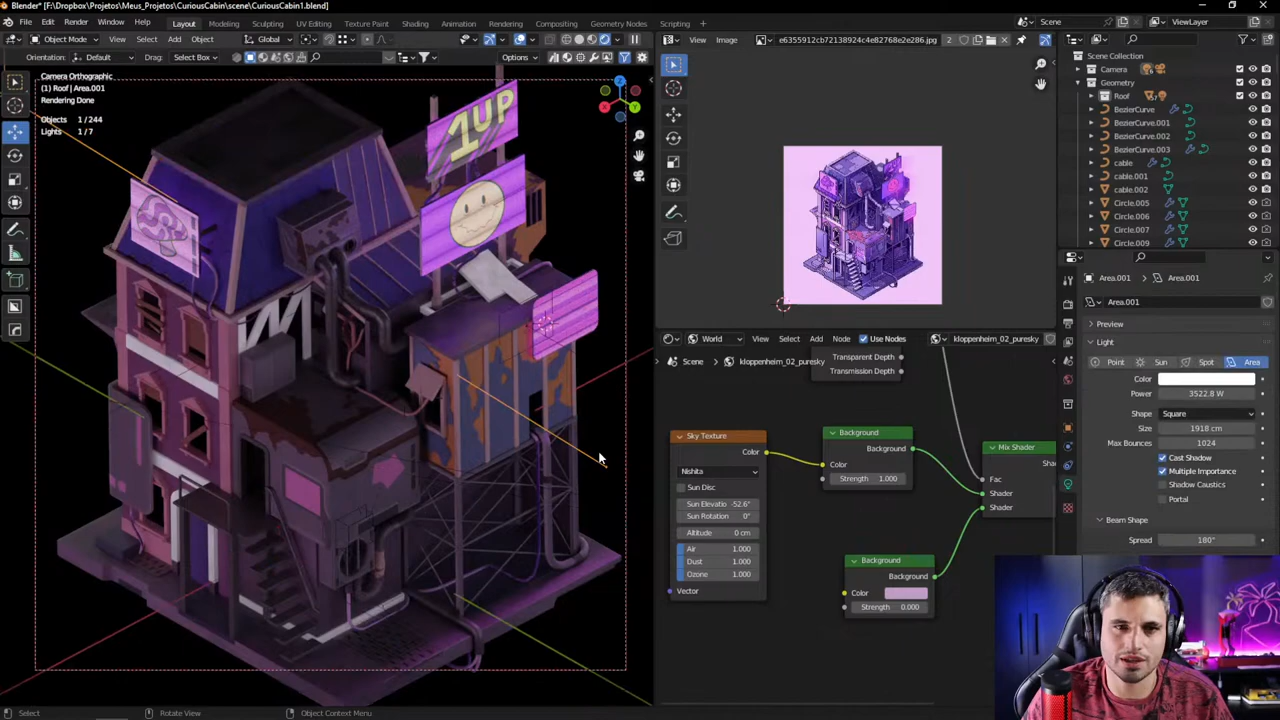 Blender* [F:\Dropbox\Projetos\Meus_Projetos\CuriousCabin\scene\CuriousCabin1.blend]
File Edit Render Window Help Layout Modeling Sculpting UV Editing Texture Paint Shading Animation Rendering Compositing Geometry Nodes Scripting + Scene ViewLayer
Object Mode View Select Add Object Global View Image e6355912cb72138924c4e82768e2e286.jpg 2
Orientation: Default Drag: Select Box Options
Camera Orthographic
(1) Roof | Area.001
Rendering Done
Objects 1/244
Lights 1/7
X
Y
Z
1UP
Scene Collection
Camera
Geometry
Roof
BezierCurve
BezierCurve.001
BezierCurve.002
BezierCurve.003
cable
cable.001
cable.002
Circle.005
Circle.006
Circle.007
Circle.009
World View Select Add Node Use Nodes kloppenheim_02_puresky
Scene kloppenheim_02_puresky
Transparent Depth
Transmission Depth
Sky Texture
Color
Nishita
Sun Disc
Sun Elevatio -52.6°
Sun Rotation 0°
Altitude 0 cm
Air 1.000
Dust 1.000
Ozone 1.000
Vector
Background
Background
Color
Strength 1.000
Background
Background
Color
Strength 0.000
Mix Shader
Sha
Fac
Shader
Shader
Area.001 Area.001
Area.001
Preview
Light
Point Sun Spot Area
Color
Power 3522.8 W
Shape Square
Size 1918 cm
Max Bounces 1024
Cast Shadow
Multiple Importance
Shadow Caustics
Portal
Beam Shape
Spread 180°
Select Rotate View Object Context Menu